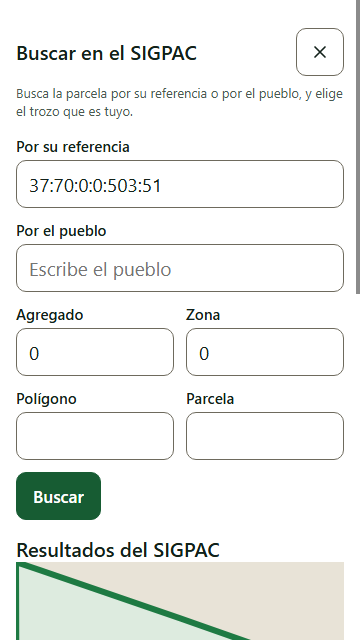 Buscar en el SIGPAC
Busca la parcela por su referencia o por el pueblo, y elige
el trozo que es tuyo.
Por su referencia
37:70:0:0:503:51
Por el pueblo
Escribe el pueblo
Agregado
Zona
0
0
Polígono
Parcela
Buscar
Resultados del SIGPAC